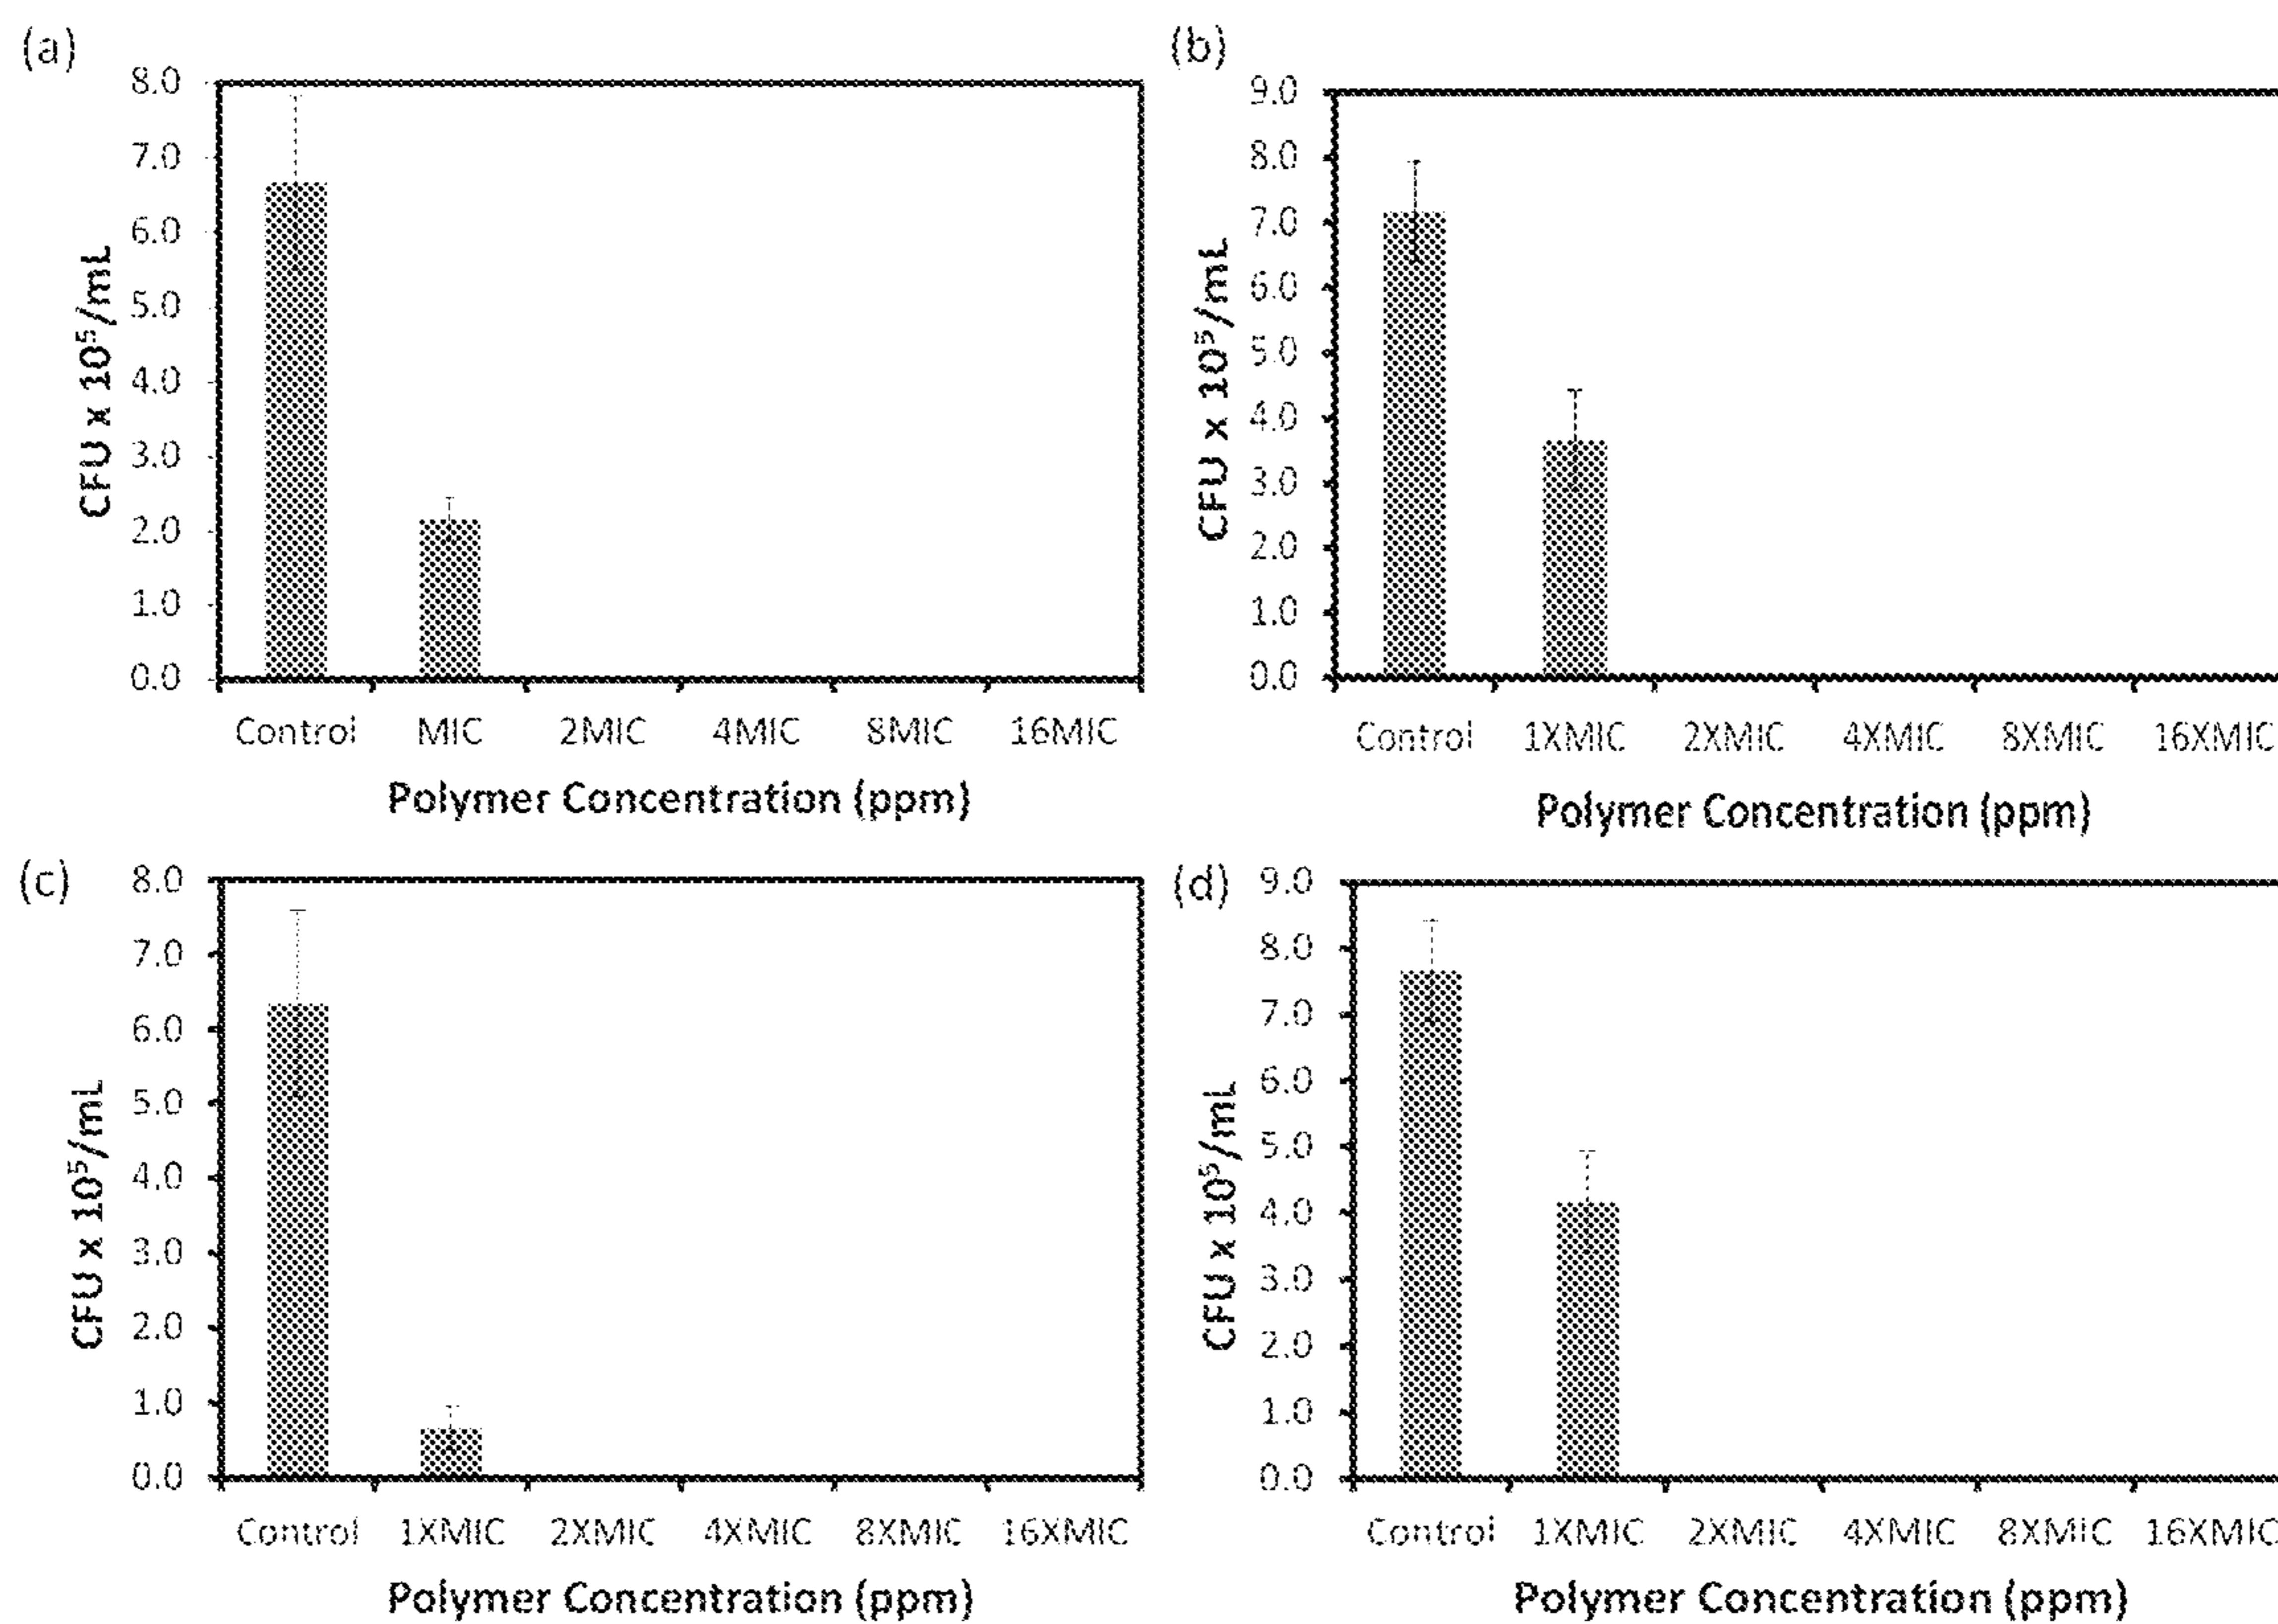 (a)
8.0
7.0
6.0
5.0
4.0
3.0
2.0
1.0
0.0
CFU x 10⁵/mL
Control MIC 2MIC 4MIC 8MIC 16MIC
Polymer Concentration (ppm)
(b)
9.0
8.0
7.0
6.0
5.0
4.0
3.0
2.0
1.0
0.0
CFU x 10⁵/mL
Control 1XMIC 2XMIC 4XMIC 8XMIC 16XMIC
Polymer Concentration (ppm)
(c)
8.0
7.0
6.0
5.0
4.0
3.0
2.0
1.0
0.0
CFU x 10⁵/mL
Control 1XMIC 2XMIC 4XMIC 8XMIC 16XMIC
Polymer Concentration (ppm)
(d)
9.0
8.0
7.0
6.0
5.0
4.0
3.0
2.0
1.0
0.0
CFU x 10⁵/mL
Control 1XMIC 2XMIC 4XMIC 8XMIC 16XMIC
Polymer Concentration (ppm)